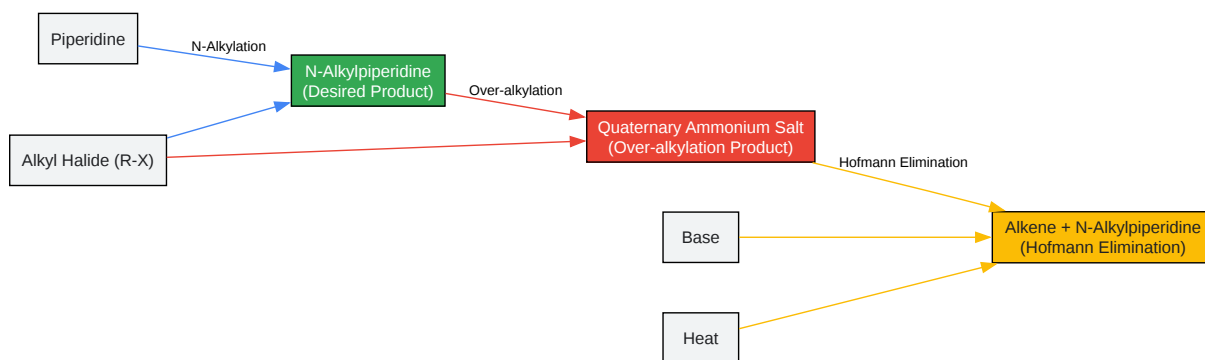 Piperidine
N-Alkylation
N-Alkylpiperidine
(Desired Product)
Over-alkylation
Alkyl Halide (R-X)
Quaternary Ammonium Salt
(Over-alkylation Product)
Hofmann Elimination
Base
Alkene + N-Alkylpiperidine
(Hofmann Elimination)
Heat